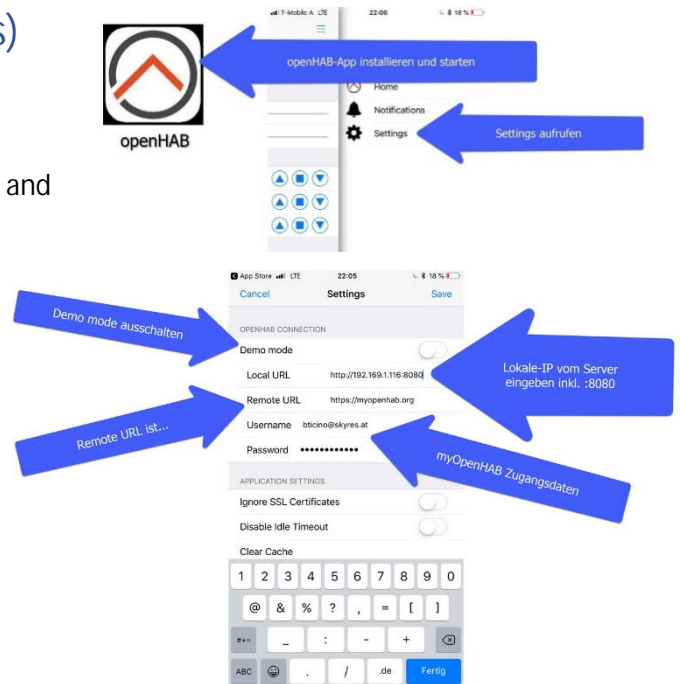 s)
openHAB
and
T-Mobile A LTE 22:06 18 %
openHAB-App installieren und starten
Home
Notifications
Settings
Settings aufrufen
App Store LTE 22:05 18 %
Cancel Settings Save
Demo mode ausschalten
OPENHAB CONNECTION
Demo mode
Local URL http://192.169.1.116:8080
Lokale-IP vom Server
eingeben inkl. :8080
Remote URL https://myopenhab.org
Remote URL ist...
Username bticino@skyres.at
Password ••••••••••••
myOpenHAB Zugangsdaten
APPLICATION SETTINGS
Ignore SSL Certificates
Disable Idle Timeout
Clear Cache
1 2 3 4 5 6 7 8 9 0
@ & % ? , = [ ]
#+= _ : - +
ABC . / .de Fertig